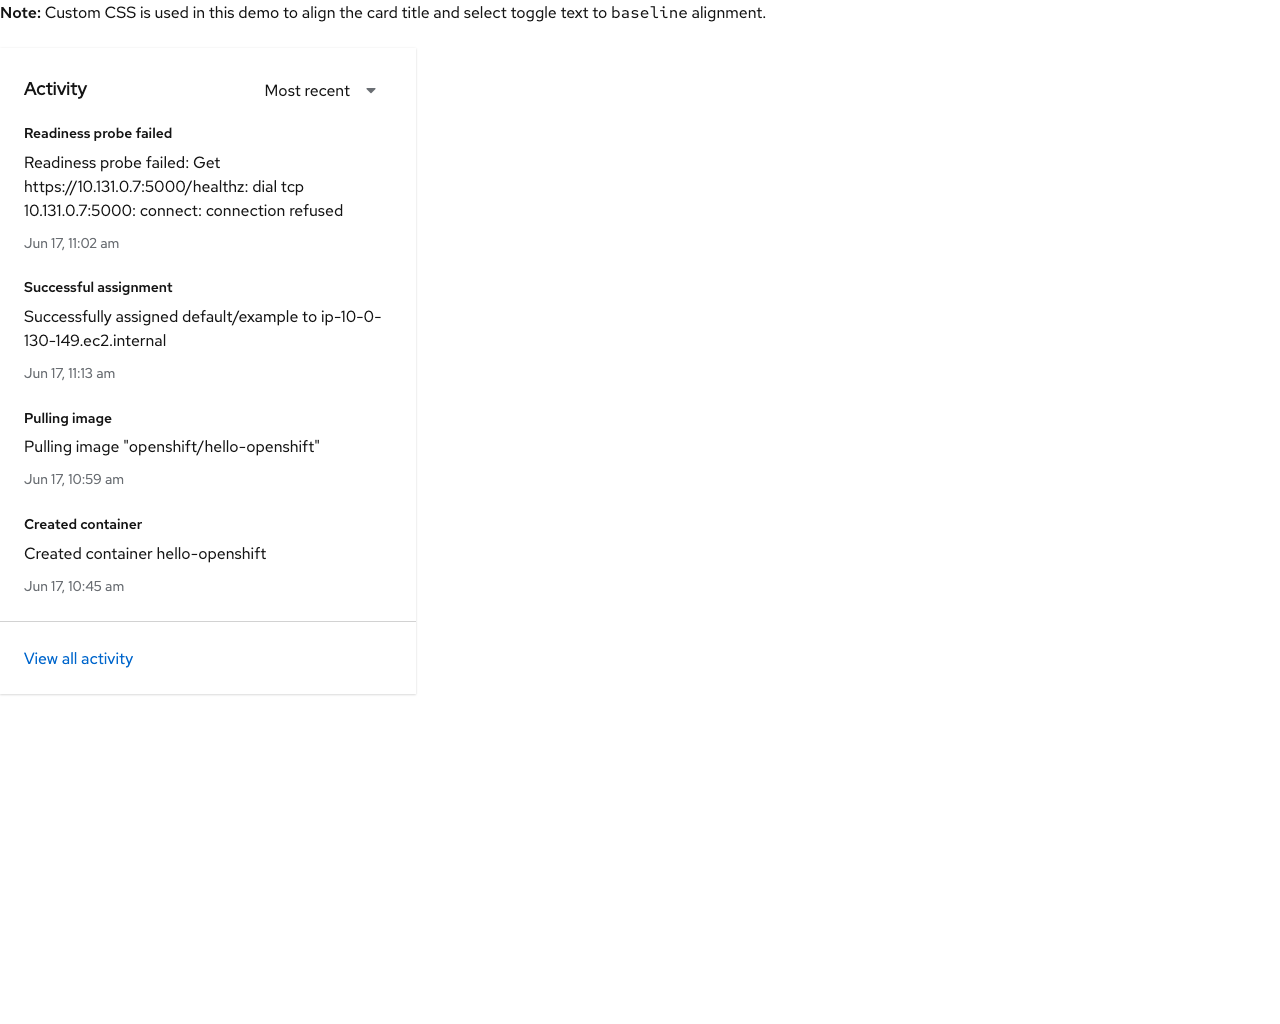 Note: Custom CSS is used in this demo to align the card title and select toggle text to baseline alignment.
Activity
Most recent
Readiness probe failed
Readiness probe failed: Get
https://10.131.0.7:5000/healthz: dial tcp
10.131.0.7:5000: connect: connection refused
Jun 17, 11:02 am
Successful assignment
Successfully assigned default/example to ip-10-0-
130-149.ec2.internal
Jun 17, 11:13 am
Pulling image
Pulling image "openshift/hello-openshift"
Jun 17, 10:59 am
Created container
Created container hello-openshift
Jun 17, 10:45 am
View all activity